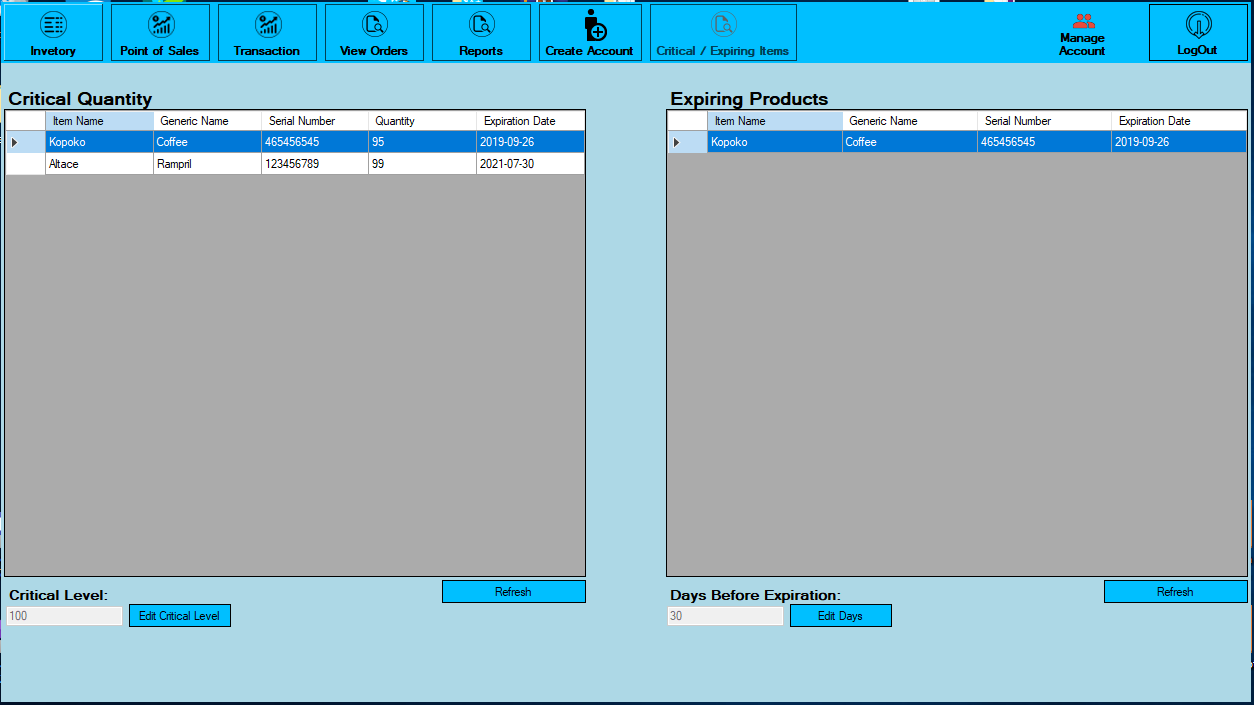 Invetory
Point of Sales
Transaction
View Orders
Reports
Create Account
Critical / Expiring Items
Manage
Account
LogOut
Critical Quantity
Item Name Generic Name Serial Number Quantity Expiration Date
Kopoko Coffee 465456545 95 2019-09-26
Altace Rampril 123456789 99 2021-07-30
Critical Level:
100
Edit Critical Level
Refresh
Expiring Products
Item Name Generic Name Serial Number Expiration Date
Kopoko Coffee 465456545 2019-09-26
Days Before Expiration:
30
Edit Days
Refresh